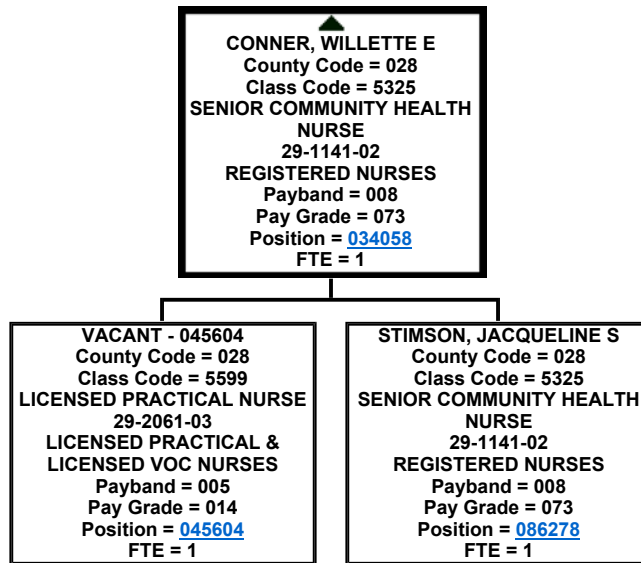 CONNER, WILLETTE E
County Code = 028
Class Code = 5325
SENIOR COMMUNITY HEALTH
NURSE
29-1141-02
REGISTERED NURSES
Payband = 008
Pay Grade = 073
Position = 034058
FTE = 1
VACANT - 045604
County Code = 028
Class Code = 5599
LICENSED PRACTICAL NURSE
29-2061-03
LICENSED PRACTICAL &
LICENSED VOC NURSES
Payband = 005
Pay Grade = 014
Position = 045604
FTE = 1
STIMSON, JACQUELINE S
County Code = 028
Class Code = 5325
SENIOR COMMUNITY HEALTH
NURSE
29-1141-02
REGISTERED NURSES
Payband = 008
Pay Grade = 073
Position = 086278
FTE = 1